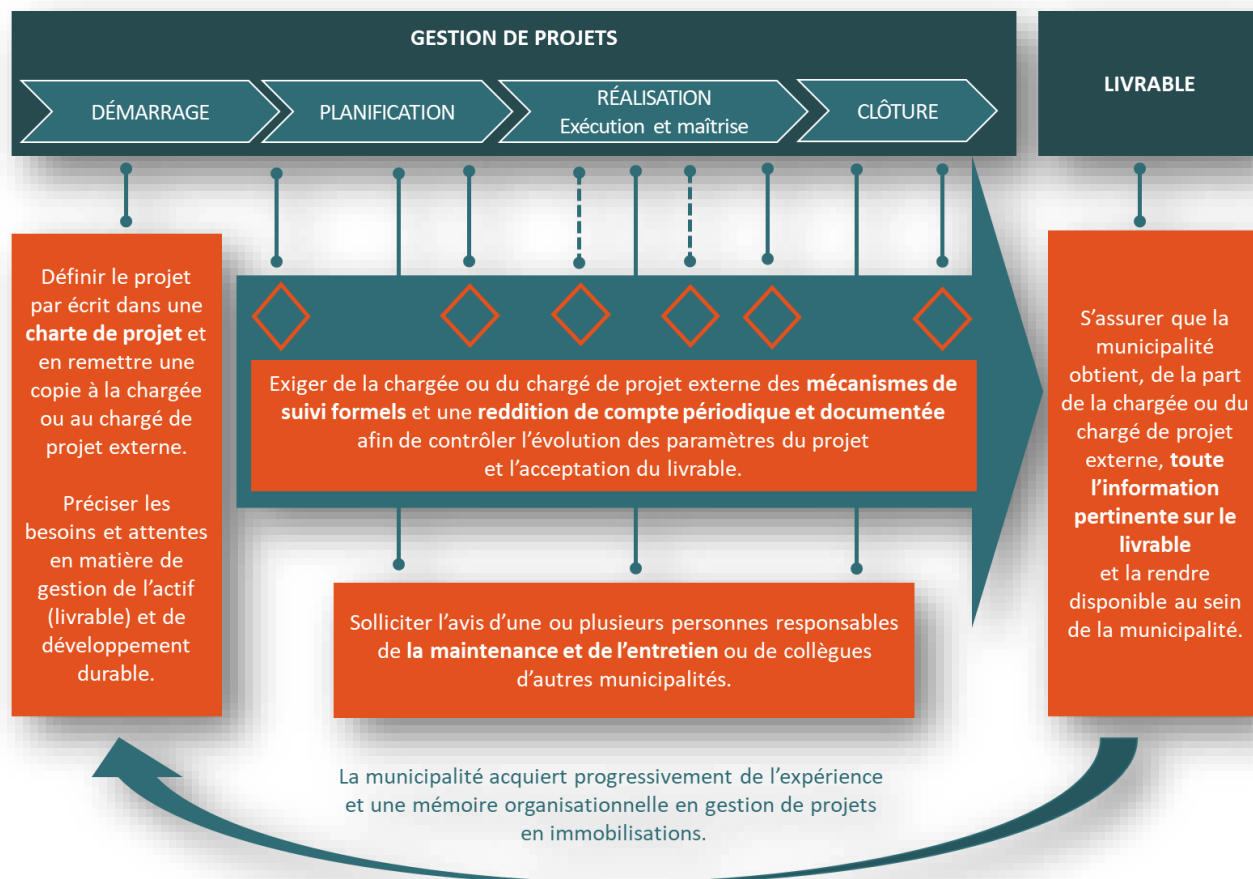 GESTION DE PROJETS
DÉMARRAGE
PLANIFICATION
RÉALISATION
Exécution et maîtrise
CLÔTURE
LIVRABLE
Définir le projet
par écrit dans une
charte de projet et
en remettre une
copie à la chargée
ou au chargé de
projet externe.
Préciser les
besoins et attentes
en matière de
gestion de l’actif
(livrable) et de
développement
durable.
Exiger de la chargée ou du chargé de projet externe des mécanismes de
suivi formels et une reddition de compte périodique et documentée
afin de contrôler l’évolution des paramètres du projet
et l’acceptation du livrable.
Solliciter l’avis d’une ou plusieurs personnes responsables
de la maintenance et de l’entretien ou de collègues
d’autres municipalités.
S’assurer que la
municipalité
obtient, de la part
de la chargée ou du
chargé de projet
externe, toute
l’information
pertinente sur le
livrable
et la rendre
disponible au sein
de la municipalité.
La municipalité acquiert progressivement de l’expérience
et une mémoire organisationnelle en gestion de projets
en immobilisations.